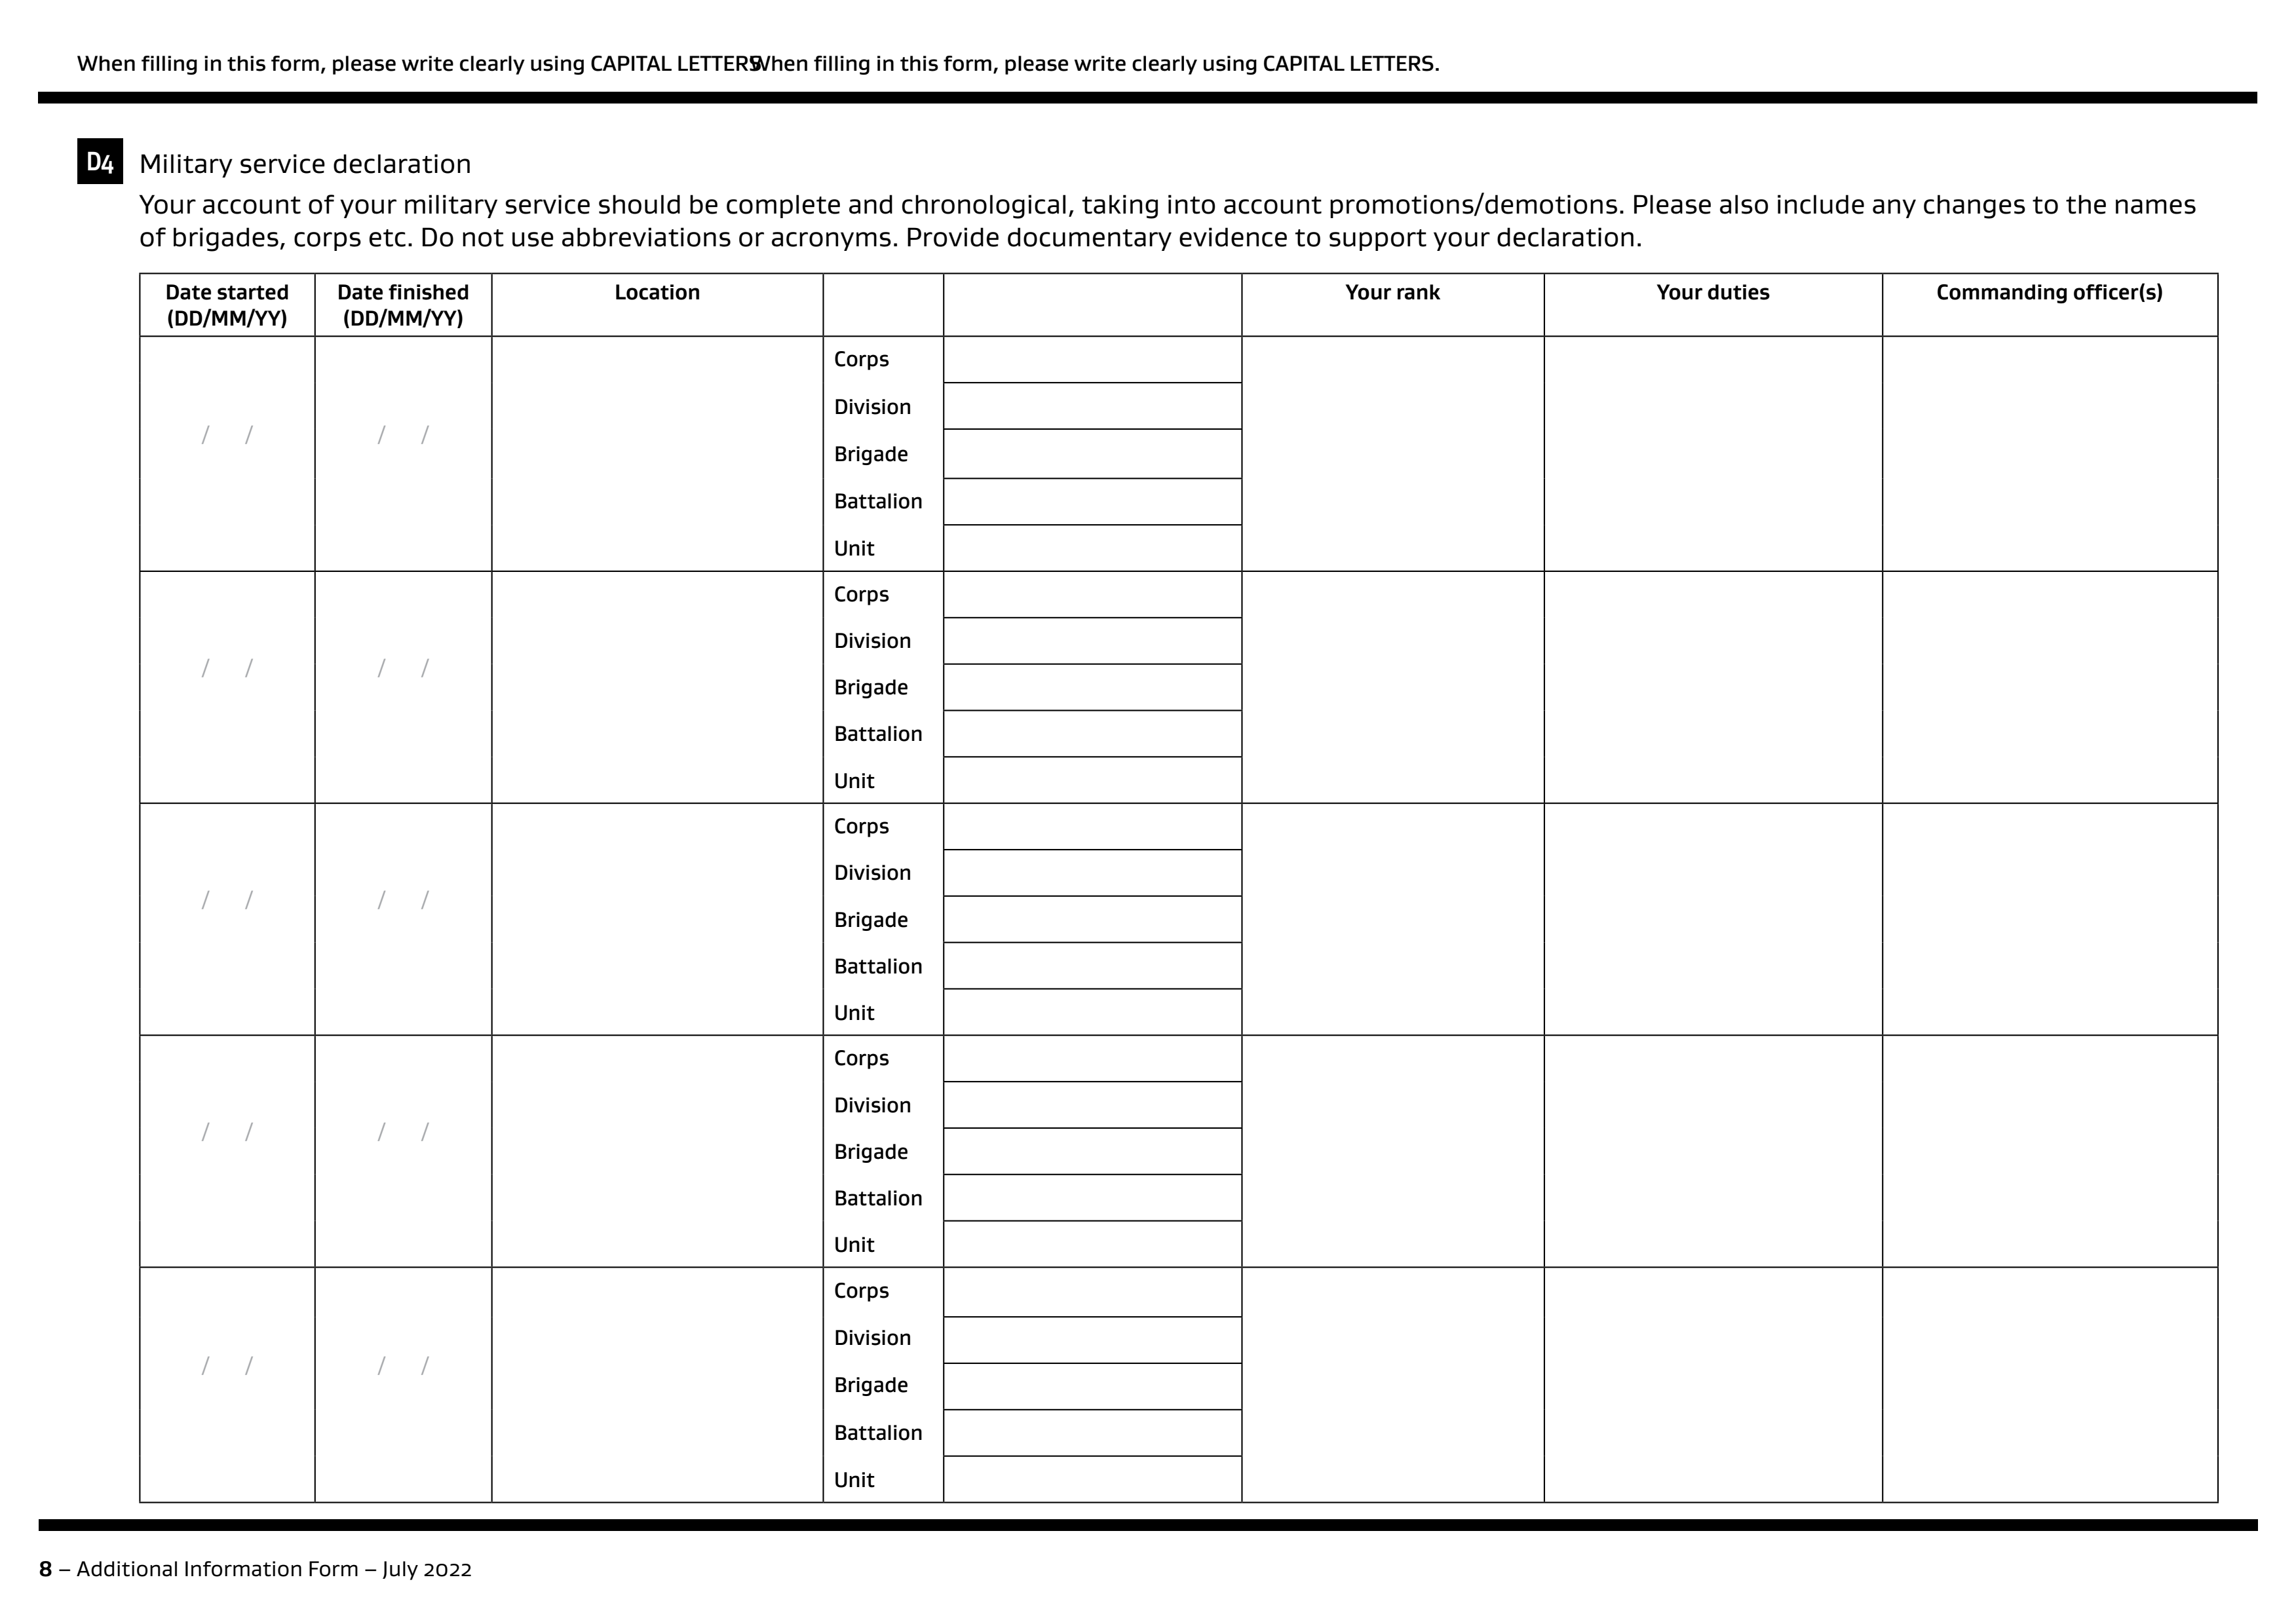 When filling in this form, please write clearly using CAPITAL LETTERS.When filling in this form, please write clearly using CAPITAL LETTERS.
D4 Military service declaration
Your account of your military service should be complete and chronological, taking into account promotions/demotions. Please also include any changes to the names
of brigades, corps etc. Do not use abbreviations or acronyms. Provide documentary evidence to support your declaration.
Date started Date finished Location Your rank Your duties Commanding officer(s)
(DD/MM/YY) (DD/MM/YY)
Corps
Division
/ / / /
Brigade
Battalion
Unit
Corps
Division
/ / / /
Brigade
Battalion
Unit
Corps
Division
/ / / /
Brigade
Battalion
Unit
Corps
Division
/ / / /
Brigade
Battalion
Unit
Corps
Division
/ / / /
Brigade
Battalion
Unit
8 – Additional Information Form – July 2022